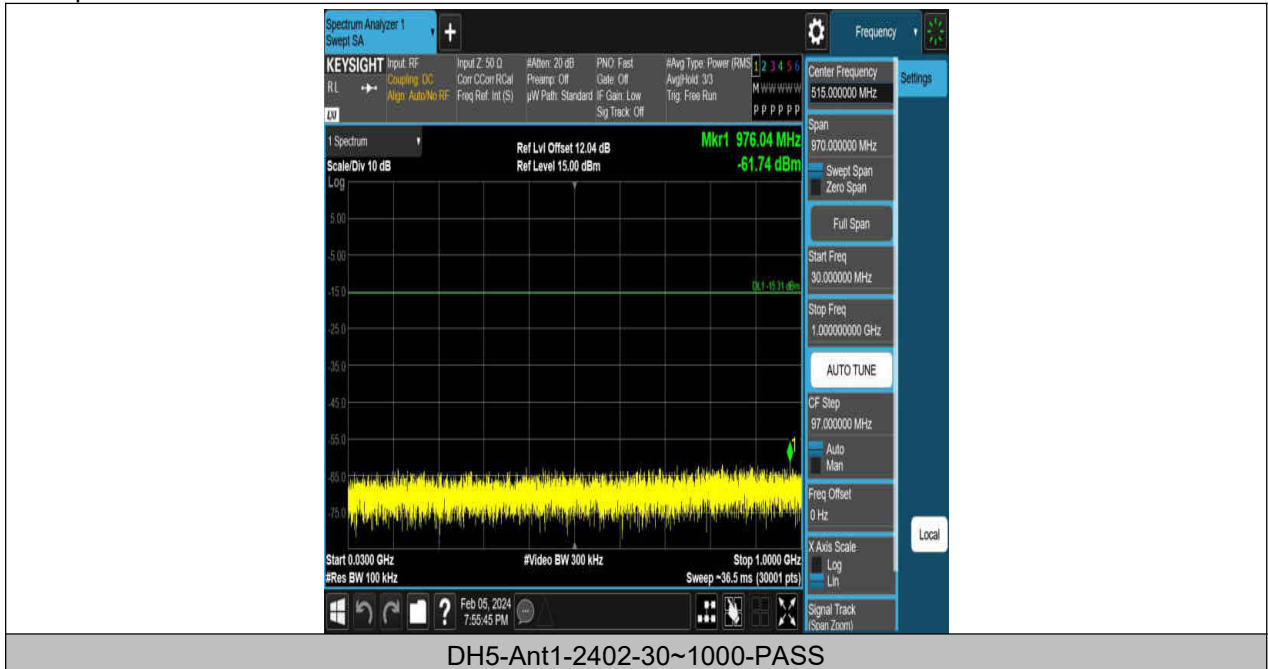 Spectrum Analyzer 1
Swept SA
+
Frequency
KEYSIGHT
RL
LXI
Input: RF
Coupling: DC
Align: Auto/No RF
Input Z: 50 Ω
Corr CCorr RCal
Freq Ref: Int (S)
#Atten: 20 dB
Preamp: Off
µW Path: Standard
PNO: Fast
Gate: Off
IF Gain: Low
Sig Track: Off
#Avg Type: Power (RMS
Avg|Hold: 3/3
Trig: Free Run
1 2 3 4 5 6
M W W W W W
P P P P P P
1 Spectrum
Scale/Div 10 dB
Log
Ref Lvl Offset 12.04 dB
Ref Level 15.00 dBm
Mkr1 976.04 MHz
-61.74 dBm
5.00
-5.00
-15.0
DL1 -15.31 dBm
-25.0
-35.0
-45.0
-55.0
1
-65.0
-75.0
Start 0.0300 GHz
#Res BW 100 kHz
#Video BW 300 kHz
Stop 1.0000 GHz
Sweep ~36.5 ms (30001 pts)
?
Feb 05, 2024
7:55:45 PM
Center Frequency
515.000000 MHz
Settings
Span
970.000000 MHz
Swept Span
Zero Span
Full Span
Start Freq
30.000000 MHz
Stop Freq
1.000000000 GHz
AUTO TUNE
CF Step
97.000000 MHz
Auto
Man
Freq Offset
0 Hz
Local
X Axis Scale
Log
Lin
Signal Track
(Span Zoom)
DH5-Ant1-2402-30~1000-PASS